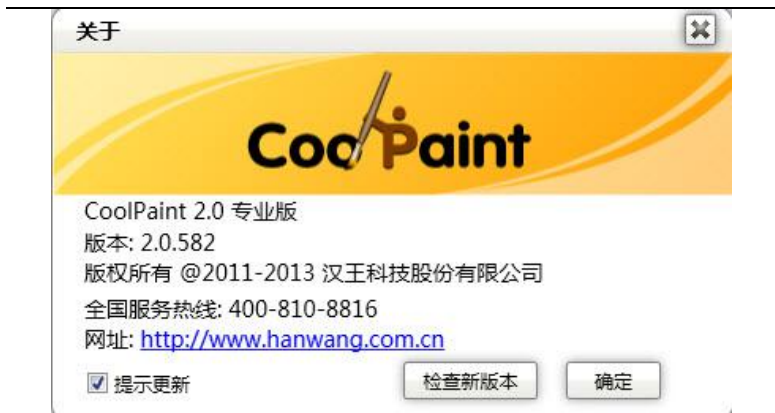 关于
CoolPaint
CoolPaint 2.0 专业版
版本: 2.0.582
版权所有 @2011-2013 汉王科技股份有限公司
全国服务热线: 400-810-8816
网址: http://www.hanwang.com.cn
提示更新 检查新版本 确定